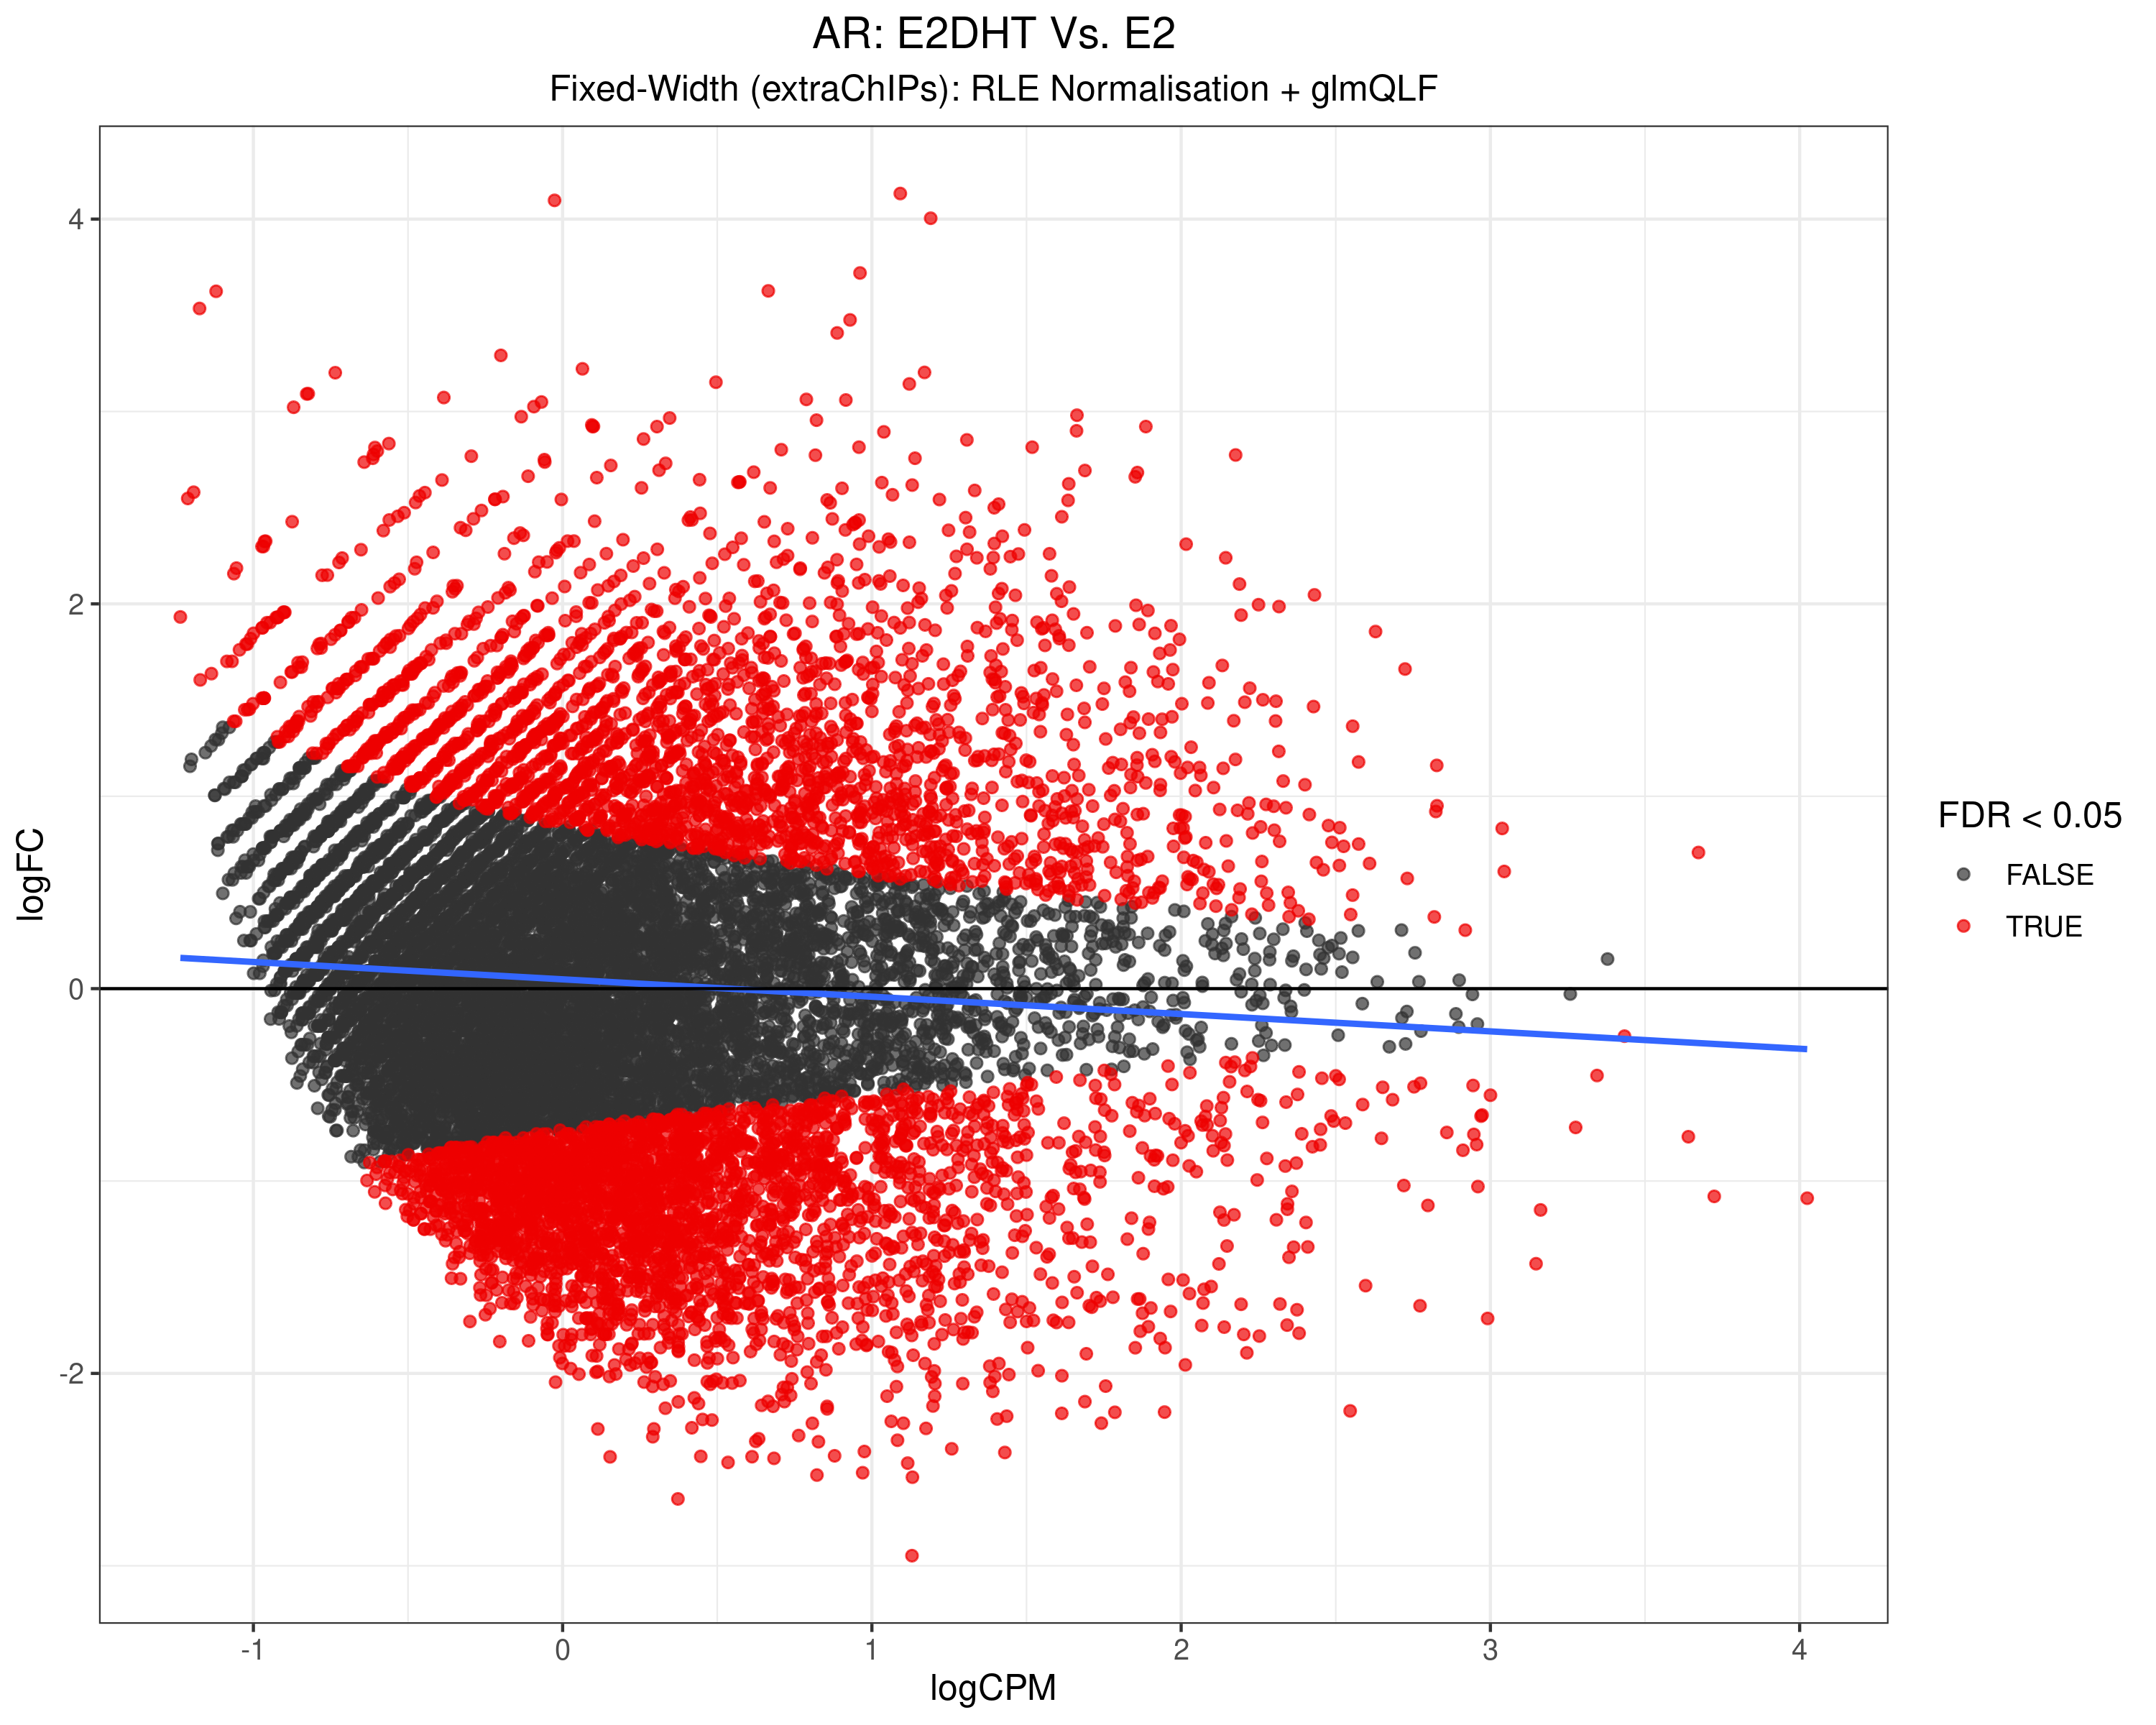 AR: E2DHT Vs. E2
Fixed-Width (extraChIPs): RLE Normalisation + glmQLF
logFC
4
2
0
-2
-1
0
1
2
3
4
logCPM
FDR < 0.05
FALSE
TRUE